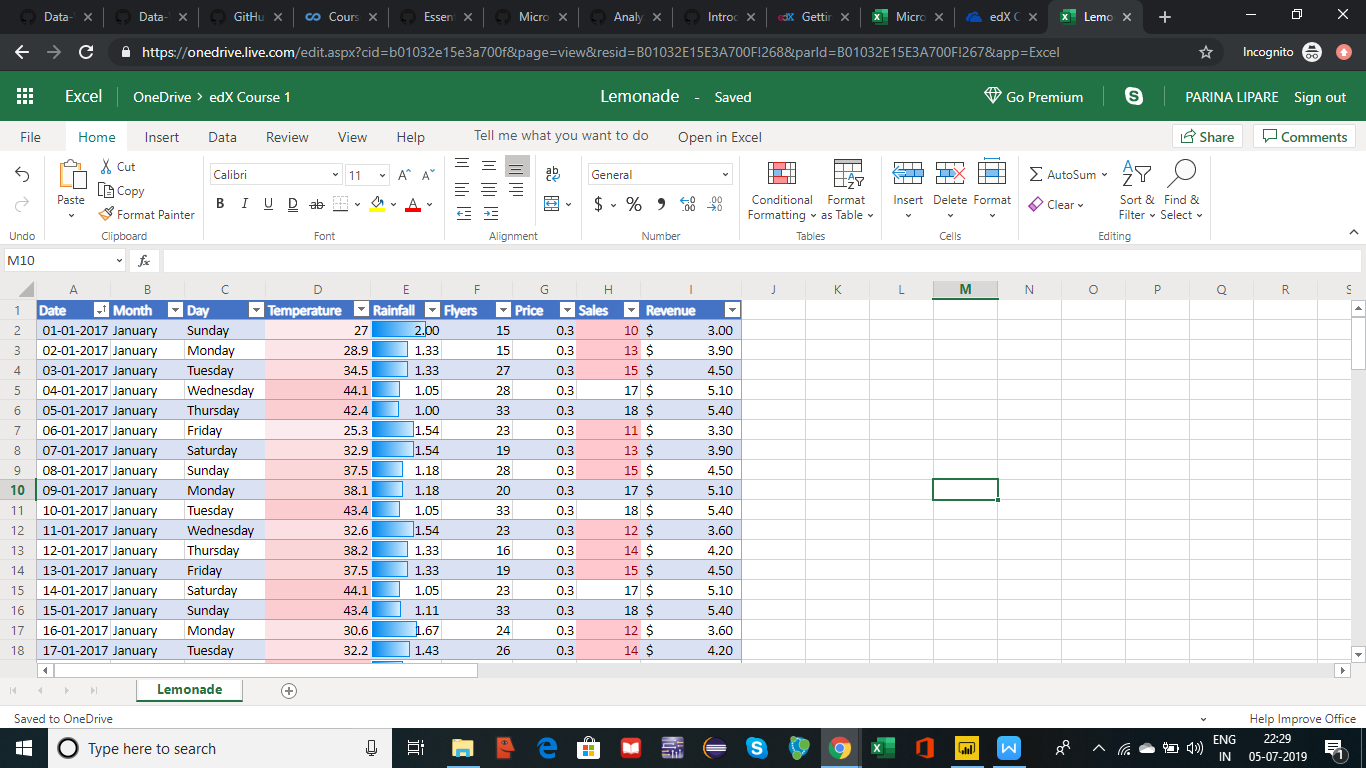 Data- Data- GitHu Cours Essen Micro Analy Introd Gettin Micro edX C Lemo
https://onedrive.live.com/edit.aspx?cid=b01032e15e3a700f&page=view&resid=B01032E15E3A700F!268&parId=B01032E15E3A700F!267&app=Excel Incognito
Excel OneDrive > edX Course 1 Lemonade - Saved Go Premium PARINA LIPARE Sign out
File Home Insert Data Review View Help Tell me what you want to do Open in Excel Share Comments
Cut
Copy
Format Painter
Paste
Calibri 11
B I U D ab A
General
$ % 9 .00 .00
Conditional Formatting
Format as Table
Insert Delete Format
AutoSum
Clear
Sort & Filter
Find & Select
Undo Clipboard Font Alignment Number Tables Cells Editing
M10 fx
A B C D E F G H I J K L M N O P Q R S
1 Date Month Day Temperature Rainfall Flyers Price Sales Revenue
2 01-01-2017 January Sunday 27 2.00 15 0.3 10 $ 3.00
3 02-01-2017 January Monday 28.9 1.33 15 0.3 13 $ 3.90
4 03-01-2017 January Tuesday 34.5 1.33 27 0.3 15 $ 4.50
5 04-01-2017 January Wednesday 44.1 1.05 28 0.3 17 $ 5.10
6 05-01-2017 January Thursday 42.4 1.00 33 0.3 18 $ 5.40
7 06-01-2017 January Friday 25.3 1.54 23 0.3 11 $ 3.30
8 07-01-2017 January Saturday 32.9 1.54 19 0.3 13 $ 3.90
9 08-01-2017 January Sunday 37.5 1.18 28 0.3 15 $ 4.50
10 09-01-2017 January Monday 38.1 1.18 20 0.3 17 $ 5.10
11 10-01-2017 January Tuesday 43.4 1.05 33 0.3 18 $ 5.40
12 11-01-2017 January Wednesday 32.6 1.54 23 0.3 12 $ 3.60
13 12-01-2017 January Thursday 38.2 1.33 16 0.3 14 $ 4.20
14 13-01-2017 January Friday 37.5 1.33 19 0.3 15 $ 4.50
15 14-01-2017 January Saturday 44.1 1.05 23 0.3 17 $ 5.10
16 15-01-2017 January Sunday 43.4 1.11 33 0.3 18 $ 5.40
17 16-01-2017 January Monday 30.6 1.67 24 0.3 12 $ 3.60
18 17-01-2017 January Tuesday 32.2 1.43 26 0.3 14 $ 4.20
Lemonade
Saved to OneDrive Help Improve Office
Type here to search ENG IN 22:29 05-07-2019 1